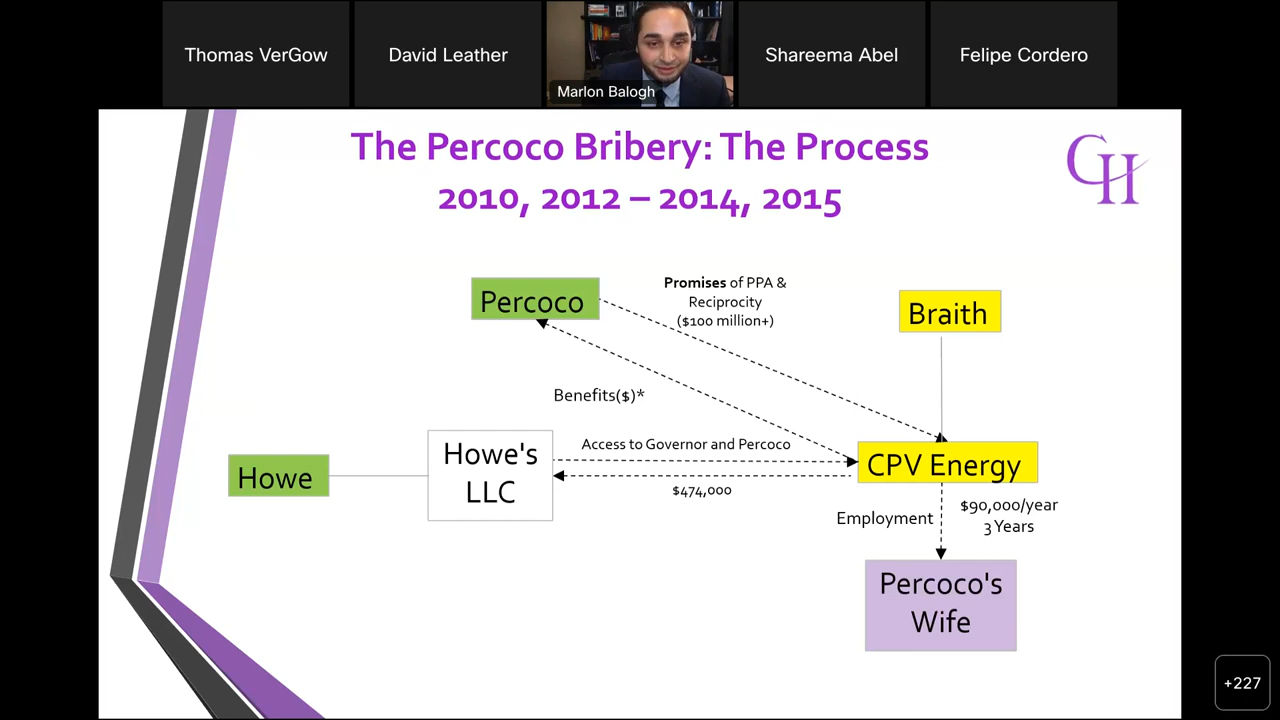 Thomas VerGow
David Leather
Marlon Balogh
Shareema Abel
Felipe Cordero
The Percoco Bribery: The Process
2010, 2012 – 2014, 2015
CH
Percoco
Promises of PPA &
Reciprocity
($100 million+)
Braith
Benefits($)*
Howe
Howe's
LLC
Access to Governor and Percoco
$474,000
CPV Energy
Employment
$90,000/year
3 Years
Percoco's
Wife
+227